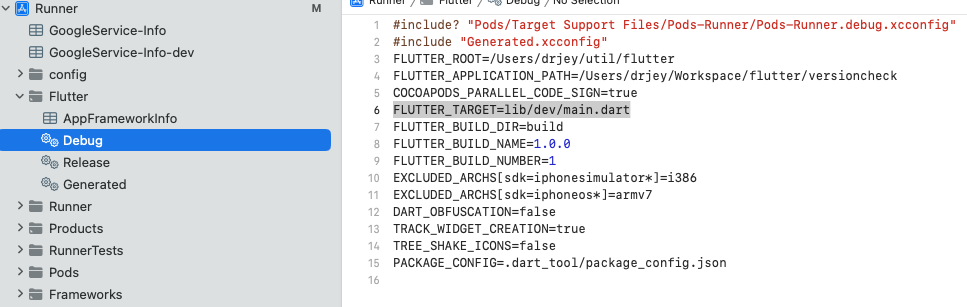 Runner
M
GoogleService-Info
GoogleService-Info-dev
config
Flutter
AppFrameworkInfo
Debug
Release
Generated
Runner
Products
RunnerTests
Pods
Frameworks
Runner Flutter Debug No Selection
1 #include? "Pods/Target Support Files/Pods-Runner/Pods-Runner.debug.xcconfig"
2 #include "Generated.xcconfig"
3 FLUTTER_ROOT=/Users/drjey/util/flutter
4 FLUTTER_APPLICATION_PATH=/Users/drjey/Workspace/flutter/versioncheck
5 COCOAPODS_PARALLEL_CODE_SIGN=true
6 FLUTTER_TARGET=lib/dev/main.dart
7 FLUTTER_BUILD_DIR=build
8 FLUTTER_BUILD_NAME=1.0.0
9 FLUTTER_BUILD_NUMBER=1
10 EXCLUDED_ARCHS[sdk=iphonesimulator*]=i386
11 EXCLUDED_ARCHS[sdk=iphoneos*]=armv7
12 DART_OBFUSCATION=false
13 TRACK_WIDGET_CREATION=true
14 TREE_SHAKE_ICONS=false
15 PACKAGE_CONFIG=.dart_tool/package_config.json
16